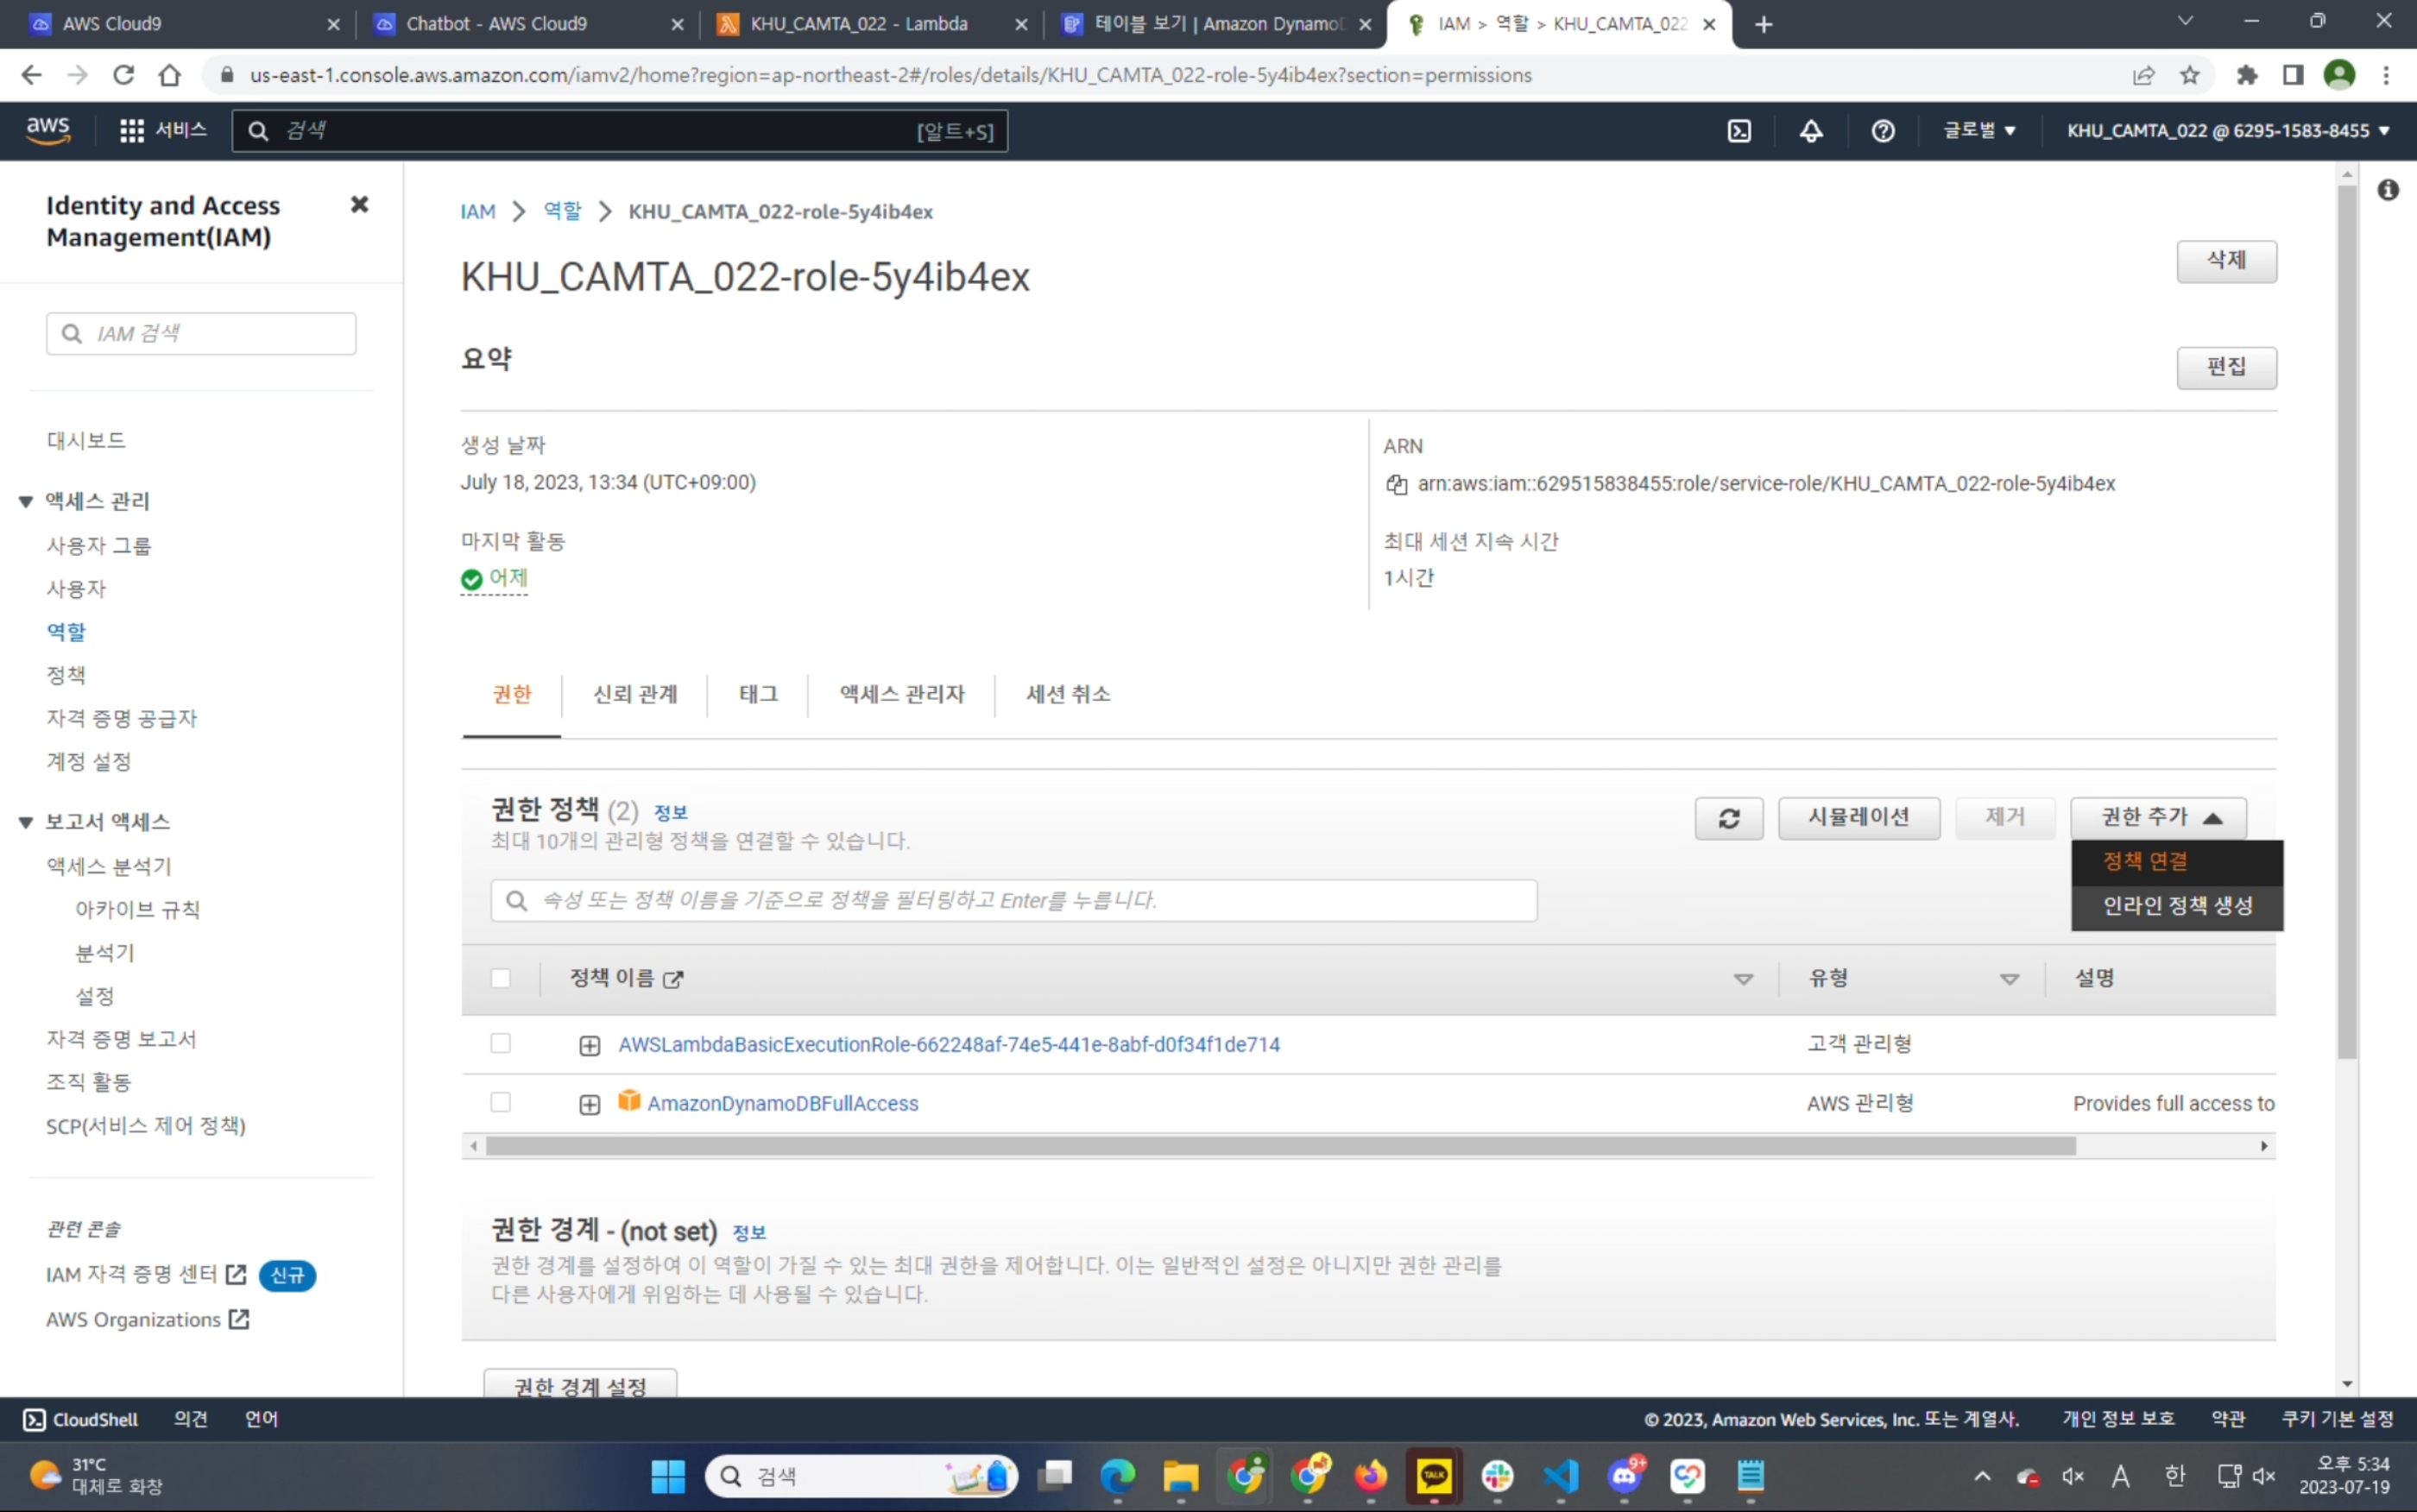 AWS Cloud9
Chatbot - AWS Cloud9
KHU_CAMTA_022 - Lambda
테이블 보기 | Amazon Dynamo
IAM > 역할 > KHU_CAMTA_022
us-east-1.console.aws.amazon.com/iamv2/home?region=ap-northeast-2#/roles/details/KHU_CAMTA_022-role-5y4ib4ex?section=permissions
aws
서비스
검색
[알트+S]
글로벌
KHU_CAMTA_022 @ 6295-1583-8455
Identity and Access
Management(IAM)
IAM 검색
대시보드
액세스 관리
사용자 그룹
사용자
역할
정책
자격 증명 공급자
계정 설정
보고서 액세스
액세스 분석기
아카이브 규칙
분석기
설정
자격 증명 보고서
조직 활동
SCP(서비스 제어 정책)
관련 콘솔
IAM 자격 증명 센터 신규
AWS Organizations
IAM > 역할 > KHU_CAMTA_022-role-5y4ib4ex
KHU_CAMTA_022-role-5y4ib4ex
삭제
요약
편집
생성 날짜
July 18, 2023, 13:34 (UTC+09:00)
마지막 활동
어제
ARN
arn:aws:iam::629515838455:role/service-role/KHU_CAMTA_022-role-5y4ib4ex
최대 세션 지속 시간
1시간
권한
신뢰 관계
태그
액세스 관리자
세션 취소
권한 정책 (2) 정보
최대 10개의 관리형 정책을 연결할 수 있습니다.
시뮬레이션
제거
권한 추가
정책 연결
인라인 정책 생성
속성 또는 정책 이름을 기준으로 정책을 필터링하고 Enter를 누릅니다.
정책 이름
유형
설명
AWSLambdaBasicExecutionRole-662248af-74e5-441e-8abf-d0f34f1de714
고객 관리형
AmazonDynamoDBFullAccess
AWS 관리형
Provides full access to
권한 경계 - (not set) 정보
권한 경계를 설정하여 이 역할이 가질 수 있는 최대 권한을 제어합니다. 이는 일반적인 설정은 아니지만 권한 관리를
다른 사용자에게 위임하는 데 사용될 수 있습니다.
권한 경계 설정
CloudShell
의견
언어
© 2023, Amazon Web Services, Inc. 또는 계열사.
개인 정보 보호
약관
쿠키 기본 설정
31°C
대체로 화창
검색
TALK
9+
A
한
오후 5:34
2023-07-19